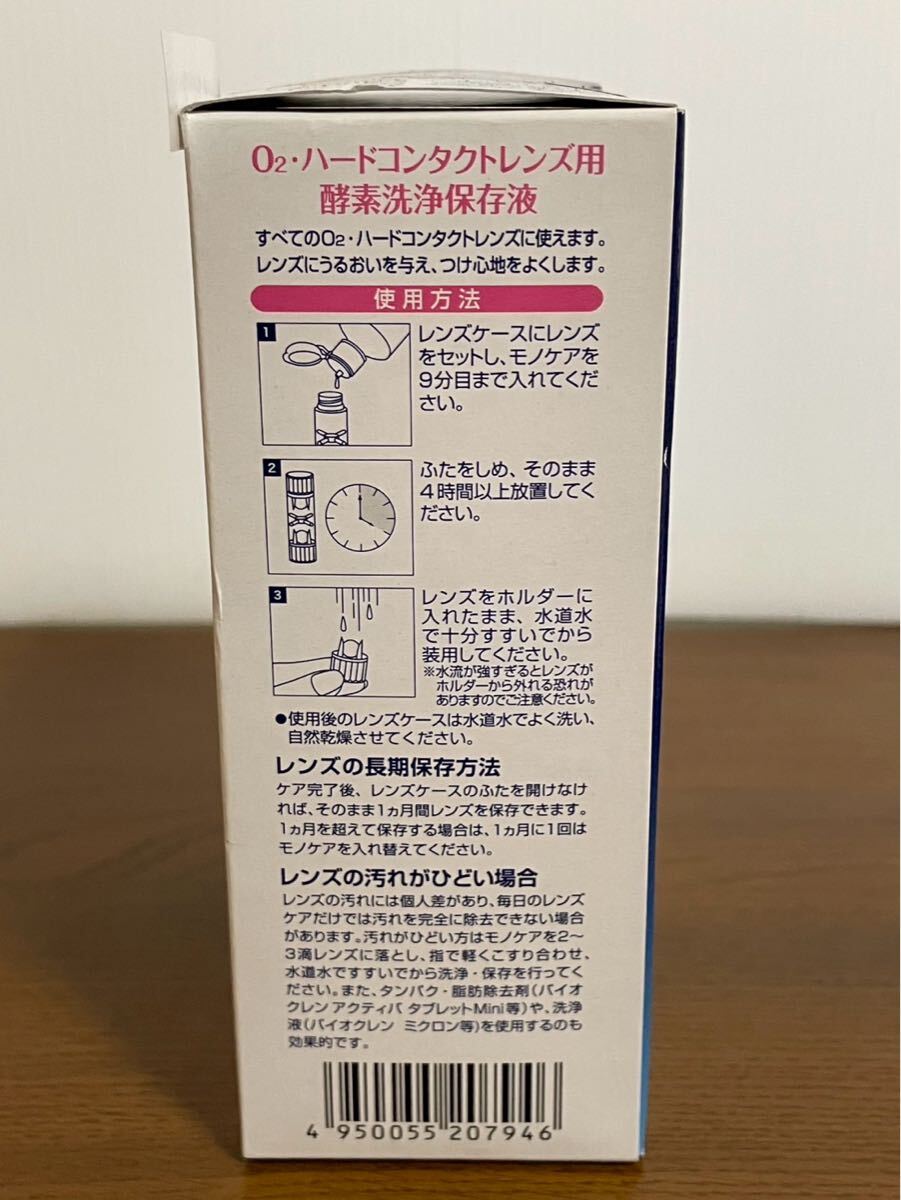 O2・ハードコンタクトレンズ用
酵素洗浄保存液
すべてのO2・ハードコンタクトレンズに使えます。
レンズにうるおいを与え、つけ心地をよくします。
使用方法
1
レンズケースにレンズ
をセットし、モノケアを
9分目まで入れてくだ
さい。
2
ふたをしめ、そのまま
4時間以上放置してく
ださい。
3
レンズをホルダーに
入れたまま、水道水
で十分すすいでから
装用してください。
※水流が強すぎるとレンズが
ホルダーから外れる恐れが
ありますのでご注意ください。
●使用後のレンズケースは水道水でよく洗い、
自然乾燥させてください。
レンズの長期保存方法
ケア完了後、レンズケースのふたを開けなけ
れば、そのまま1ヵ月間レンズを保存できます。
1ヵ月を超えて保存する場合は、1ヵ月に1回は
モノケアを入れ替えてください。
レンズの汚れがひどい場合
レンズの汚れには個人差があり、毎日のレンズ
ケアだけでは汚れを完全に除去できない場合
があります。汚れがひどい方はモノケアを2〜
3滴レンズに落とし、指で軽くこすり合わせ、
水道水ですすいでから洗浄・保存を行ってく
ださい。また、タンパク・脂肪除去剤(バイオ
クレン アクティバ タブレットMini等)や、洗浄
液(バイオクレン ミクロン等)を使用するのも
効果的です。
4 950055 207946